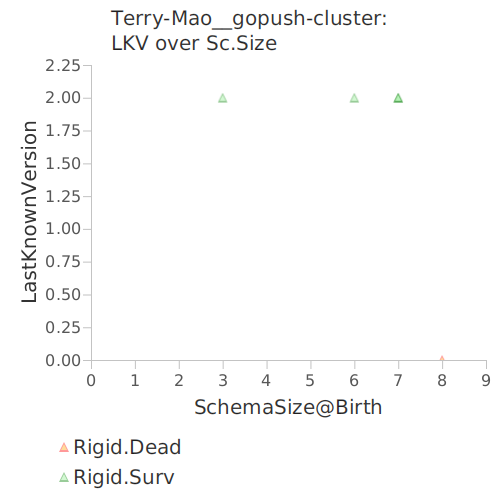 Terry-Mao__gopush-cluster:
LKV over Sc.Size
LastKnownVersion
2.25
2.00
1.75
1.50
1.25
1.00
0.75
0.50
0.25
0.00
0 1 2 3 4 5 6 7 8 9
SchemaSize@Birth
Rigid.Dead
Rigid.Surv